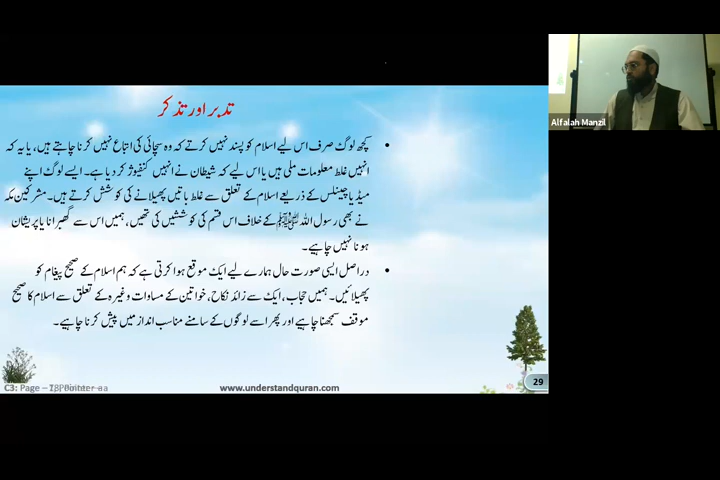 تدبر اور تذکر
• کچھ لوگ صرف اس لیے اسلام کو پسند نہیں کرتے کہ وہ سچائی کی اتباع نہیں کرنا چاہتے ہیں، یا یہ کہ
انہیں غلط معلومات ملی ہیں یا اس لیے کہ شیطان نے انہیں کنفیوژ کر دیا ہے۔ ایسے لوگ اپنے
میڈیا چینلس کے ذریعے اسلام کے تعلق سے غلط باتیں پھیلانے کی کوشش کرتے ہیں۔ مشرکین مکہ
نے بھی رسول اللہ ﷺ کے خلاف اس قسم کی کوششیں کی تھیں، ہمیں اس سے گھبرانا یا پریشان
ہونا نہیں چاہیے۔
• دراصل ایسی صورت حال ہمارے لیے ایک موقع ہوا کرتی ہے کہ ہم اسلام کے صحیح پیغام کو
پھیلائیں۔ ہمیں حجاب، ایک سے زائد نکاح، خواتین کے مساوات وغیرہ کے تعلق سے اسلام کا صحیح
موقف سمجھنا چاہیے اور پھر اسے لوگوں کے سامنے مناسب انداز میں پیش کرنا چاہیے۔
C3: Page –
www.understandquran.com
29
Alfalah Manzil